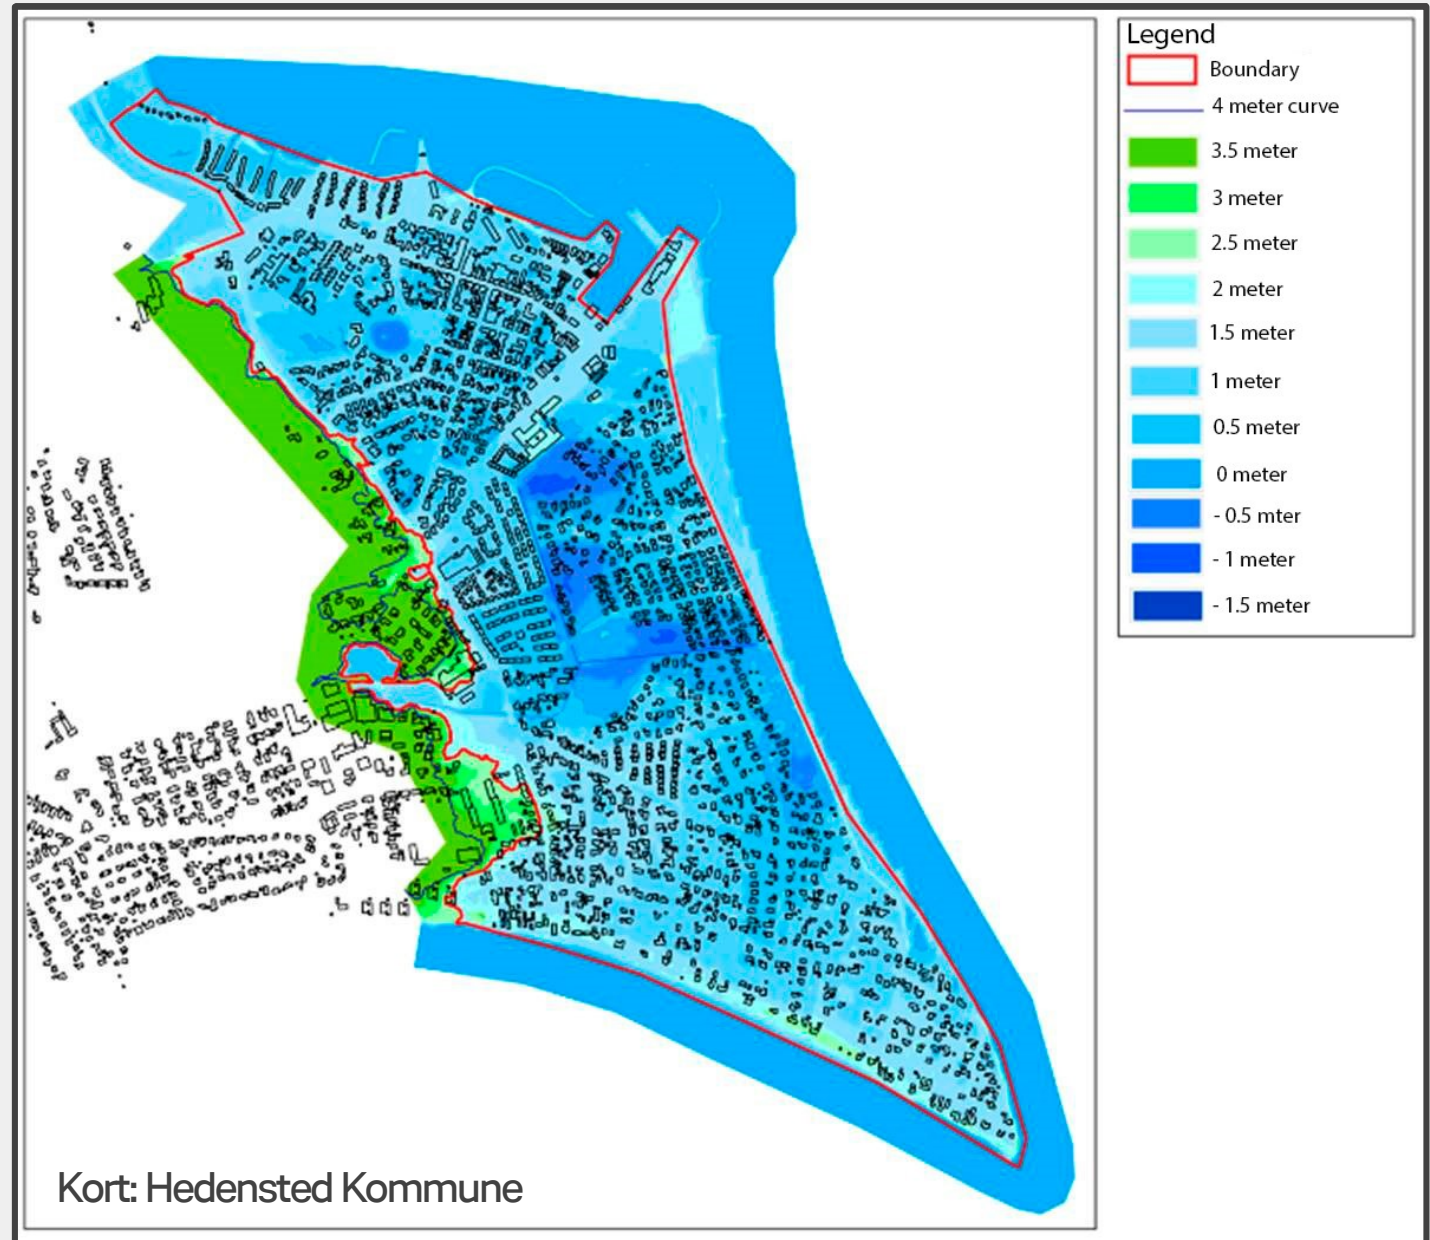 Legend
Boundary
4 meter curve
3.5 meter
3 meter
2.5 meter
2 meter
1.5 meter
1 meter
0.5 meter
0 meter
- 0.5 mter
- 1 meter
- 1.5 meter
Kort: Hedensted Kommune